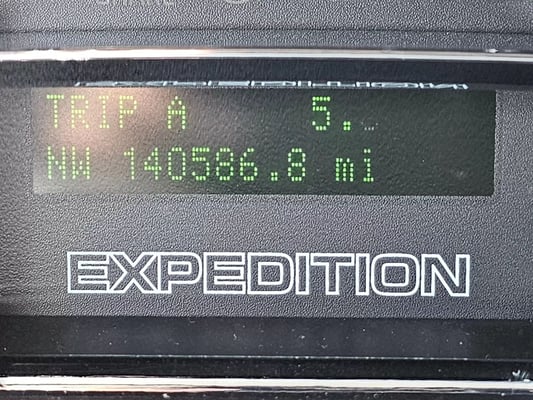 TRIP A 5.
NW 140586.8 mi
EXPEDITION